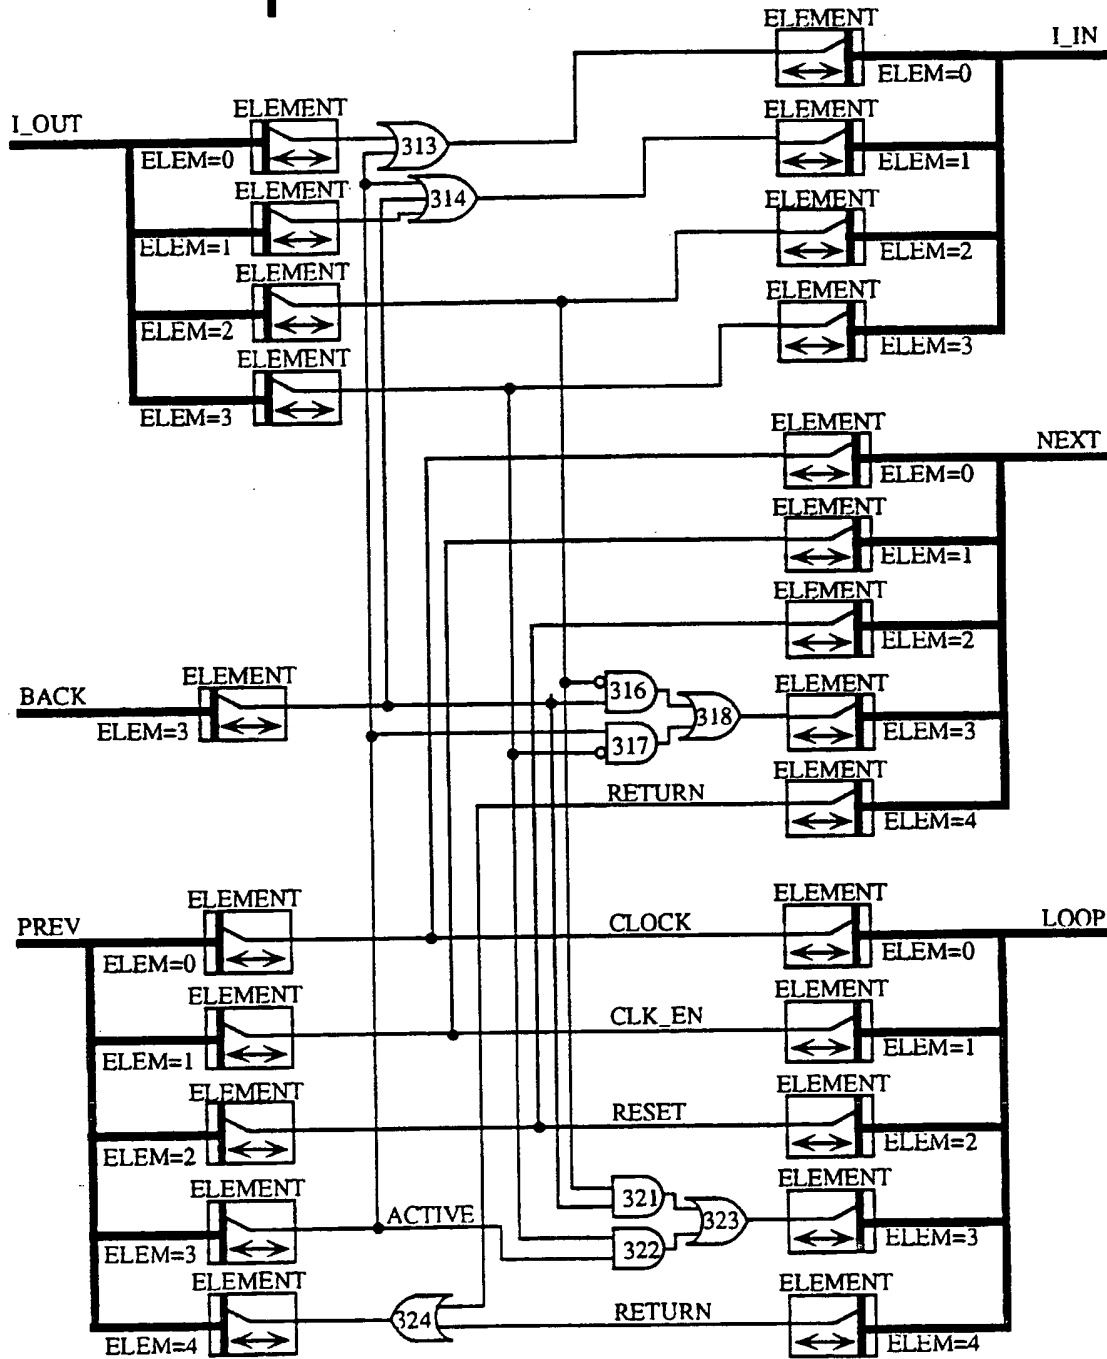 ELEMENT
I_IN
ELEM=0
I_OUT
ELEMENT
ELEM=0
313
ELEMENT
ELEM=1
ELEMENT
ELEM=1
314
ELEMENT
ELEM=2
ELEMENT
ELEM=2
ELEMENT
ELEM=3
ELEMENT
ELEM=3
ELEMENT
NEXT
ELEM=0
ELEMENT
ELEM=1
ELEMENT
ELEM=2
BACK
ELEMENT
ELEM=3
316
317
318
ELEMENT
ELEM=3
RETURN
ELEMENT
ELEM=4
PREV
ELEMENT
ELEM=0
CLOCK
ELEMENT
LOOP
ELEM=0
ELEMENT
ELEM=1
CLK_EN
ELEMENT
ELEM=1
ELEMENT
ELEM=2
RESET
ELEMENT
ELEM=2
ELEMENT
ELEM=3
ACTIVE
321
322
323
ELEMENT
ELEM=3
ELEMENT
ELEM=4
324
RETURN
ELEMENT
ELEM=4